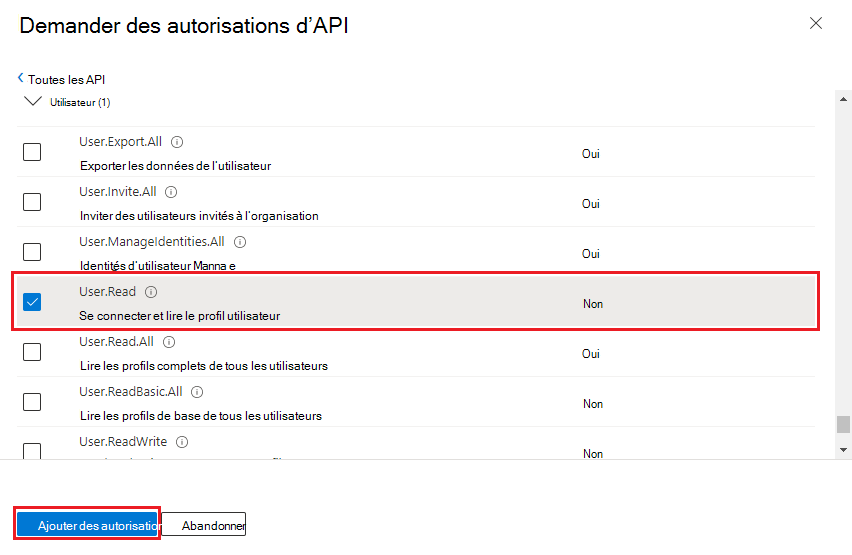 Demander des autorisations d'API
Toutes les API
Utilisateur (1)
User.Export.All
Exporter les données de l'utilisateur
Oui
User.Invite.All
Inviter des utilisateurs invités à l'organisation
Oui
User.ManageIdentities.All
Identités d'utilisateur Manna e
Oui
User.Read
Se connecter et lire le profil utilisateur
Non
User.Read.All
Lire les profils complets de tous les utilisateurs
Oui
User.ReadBasic.All
Lire les profils de base de tous les utilisateurs
Non
User.ReadWrite
Non
Ajouter des autorisation
Abandonner